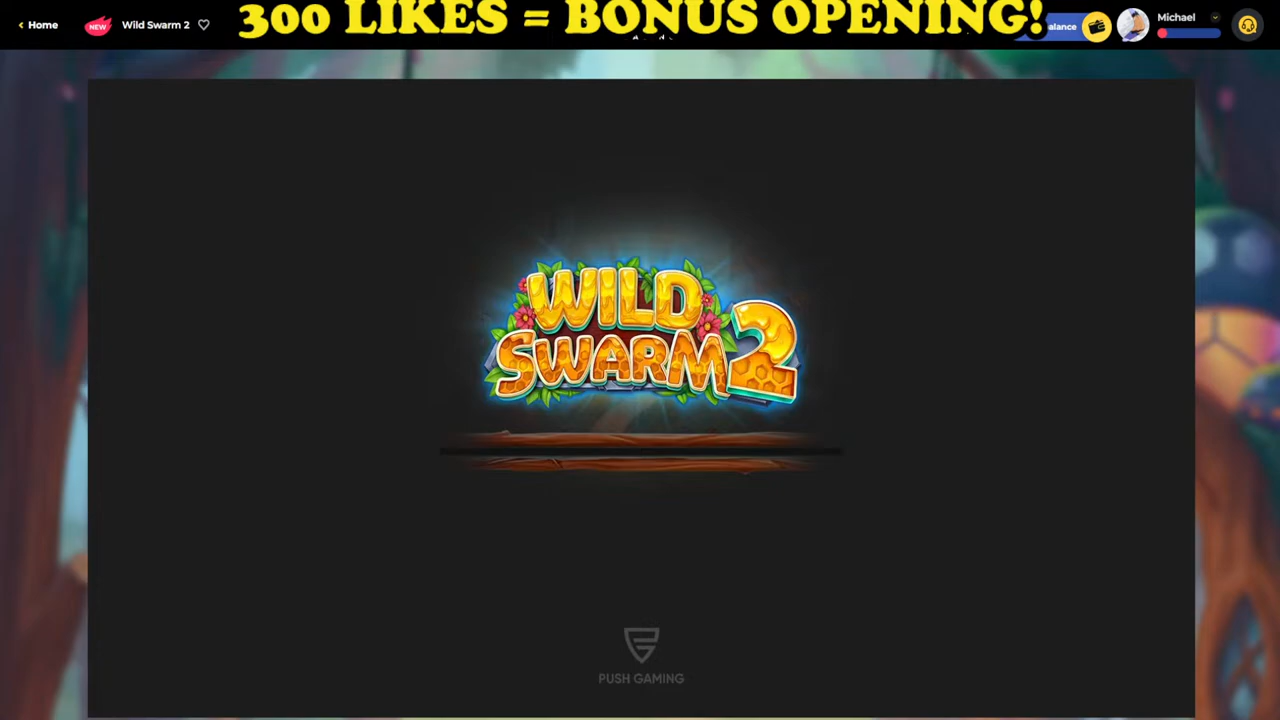 Home
NEW
Wild Swarm 2
300 LIKES = BONUS OPENING!
alance
Michael
WILD
SWARM 2
PUSH GAMING